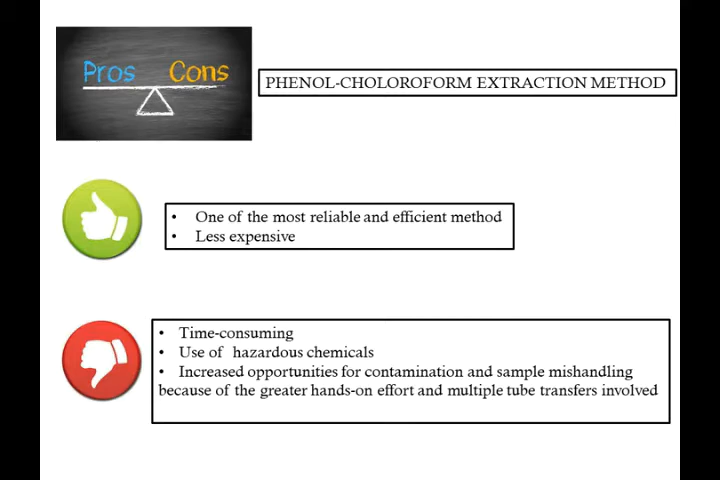 Pros Cons
PHENOL-CHOLOROFORM EXTRACTION METHOD
• One of the most reliable and efficient method
• Less expensive
• Time-consuming
• Use of hazardous chemicals
• Increased opportunities for contamination and sample mishandling
because of the greater hands-on effort and multiple tube transfers involved